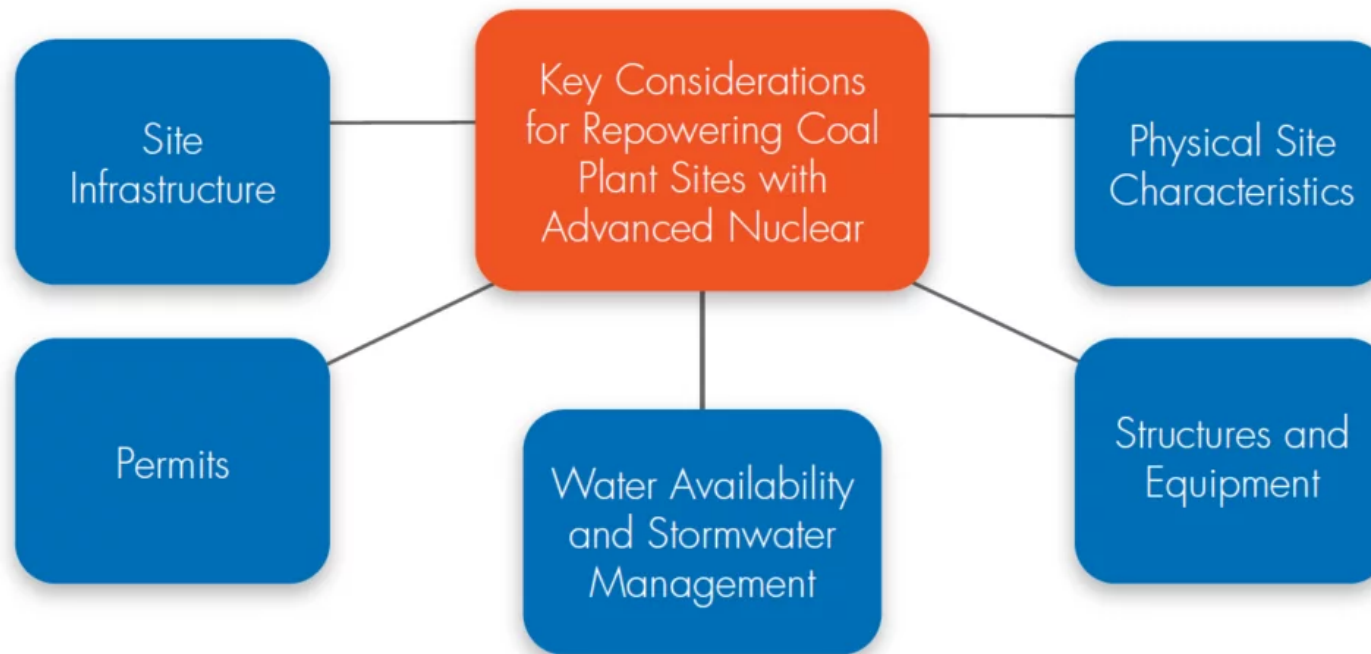 Key Considerations
for Repowering Coal
Plant Sites with
Advanced Nuclear
Site
Infrastructure
Physical Site
Characteristics
Permits
Water Availability
and Stormwater
Management
Structures and
Equipment